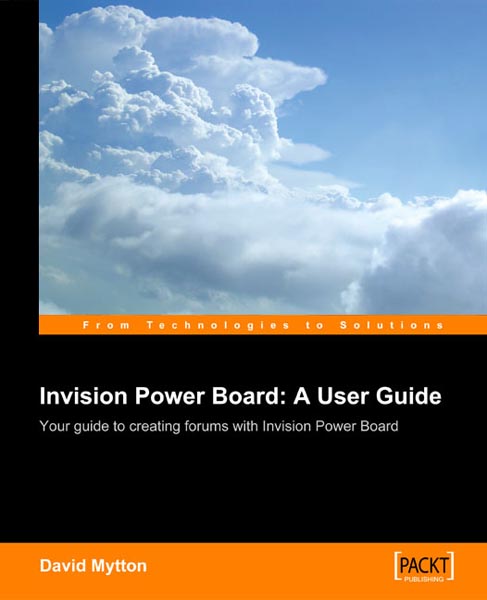 From Technologies to Solutions
Invision Power Board: A User Guide
Your guide to creating forums with Invision Power Board
David Mytton
[PACKT]
PUBLISHING